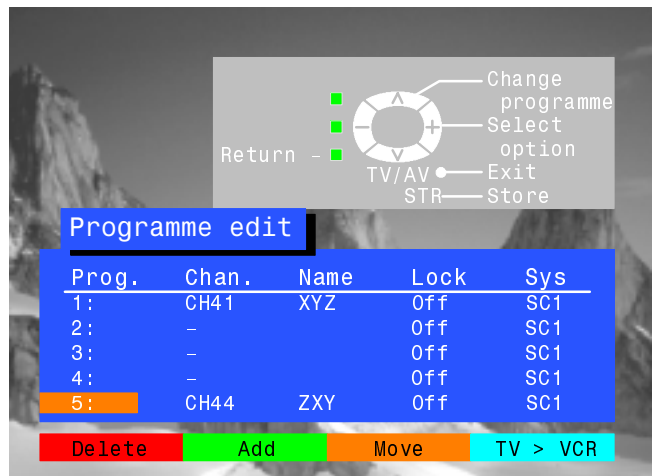 Change
programme
Select
option
Return –
TV/AV Exit
STR Store
Programme edit
Prog. Chan. Name Lock Sys
1: CH41 XYZ Off SC1
2: – Off SC1
3: – Off SC1
4: – Off SC1
5: CH44 ZXY Off SC1
Delete Add Move TV > VCR